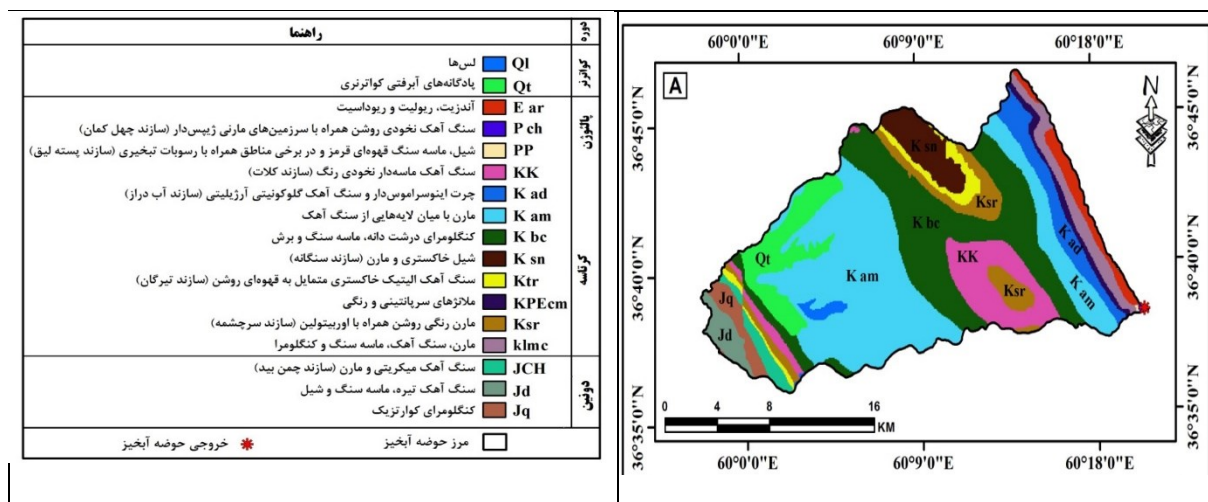 راهنما دوره
لس‌ها Ql
پادگانه‌های آبرفتی کواترنری Qt
کواترنر
آندزیت، ریولیت و ریوداسیت E ar
سنگ آهک نخودی روشن همراه با سرزمین‌های مارنی ژیپس‌دار (سازند چهل کمان) P ch
شیل، ماسه سنگ قهوه‌ای قرمز و در برخی مناطق همراه با رسوبات تبخیری (سازند پسته لیق) PP
پالئوژن
سنگ آهک ماسه‌دار نخودی رنگ (سازند کلات) KK
چرت اینوسراموس‌دار و سنگ آهک گلوکونیتی آرژیلیتی (سازند آب دراز) K ad
مارن با میان لایه‌هایی از سنگ آهک K am
کنگلومرای درشت دانه، ماسه سنگ و برش K bc
شیل خاکستری و مارن (سازند سنگانه) K sn
سنگ آهک الیتیک خاکستری متمایل به قهوه‌ای روشن (سازند تیرگان) Ktr
ملانژهای سرپانتینی و رنگی KPEcm
مارن رنگی روشن همراه با اوربیتولین (سازند سرچشمه) Ksr
مارن، سنگ آهک، ماسه سنگ و کنگلومرا klmc
کرتاسه
سنگ آهک میکریتی و مارن (سازند چمن بید) JCH
سنگ آهک تیره، ماسه سنگ و شیل Jd
کنگلومرای کوارتزیک Jq
دونین
مرز حوضه آبخیز
خروجی حوضه آبخیز
60°0'0"E 60°9'0"E 60°18'0"E
A
N
36°45'0"N 36°45'0"N
36°40'0"N 36°40'0"N
36°35'0"N 36°35'0"N
K sn
Ksr
K bc
K ad
Qt
KK
K am
Ksr
K am
Jq
Jd
0 4 8 16
KM
60°0'0"E 60°9'0"E 60°18'0"E